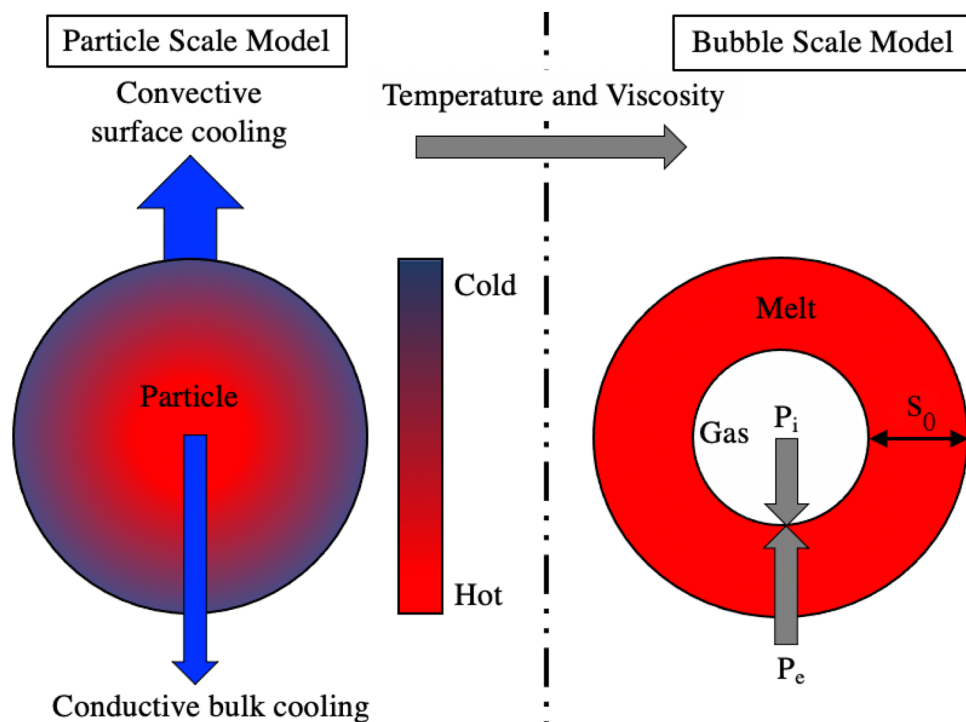 Particle Scale Model
Bubble Scale Model
Convective
surface cooling
Temperature and Viscosity
Cold
Particle
Hot
Conductive bulk cooling
Melt
Gas
Pᵢ
S₀
Pₑ